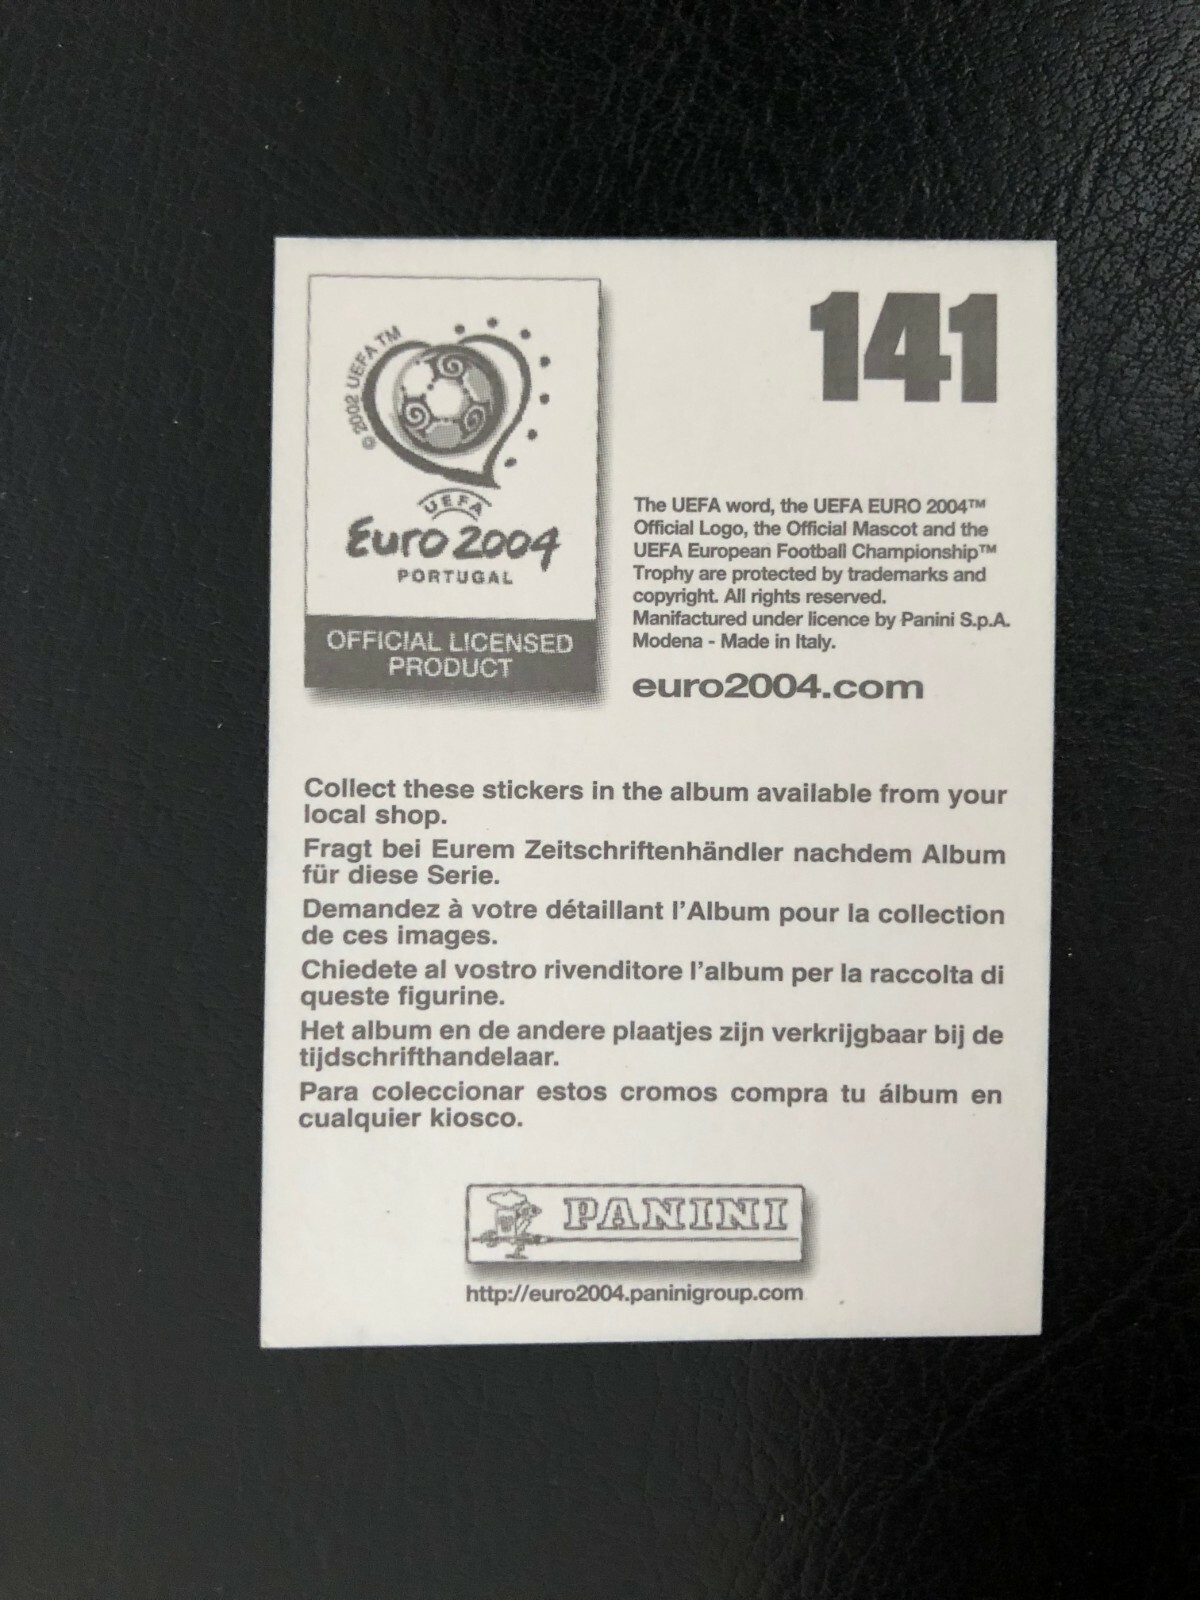 © 2002 UEFA TM
UEFA
Euro 2004
PORTUGAL
OFFICIAL LICENSED
PRODUCT
141
The UEFA word, the UEFA EURO 2004™
Official Logo, the Official Mascot and the
UEFA European Football Championship™
Trophy are protected by trademarks and
copyright. All rights reserved.
Manifactured under licence by Panini S.p.A.
Modena - Made in Italy.
euro2004.com
Collect these stickers in the album available from your
local shop.
Fragt bei Eurem Zeitschriftenhändler nachdem Album
für diese Serie.
Demandez à votre détaillant l'Album pour la collection
de ces images.
Chiedete al vostro rivenditore l'album per la raccolta di
queste figurine.
Het album en de andere plaatjes zijn verkrijgbaar bij de
tijdschrifthandelaar.
Para coleccionar estos cromos compra tu álbum en
cualquier kiosco.
PANINI
http://euro2004.paninigroup.com